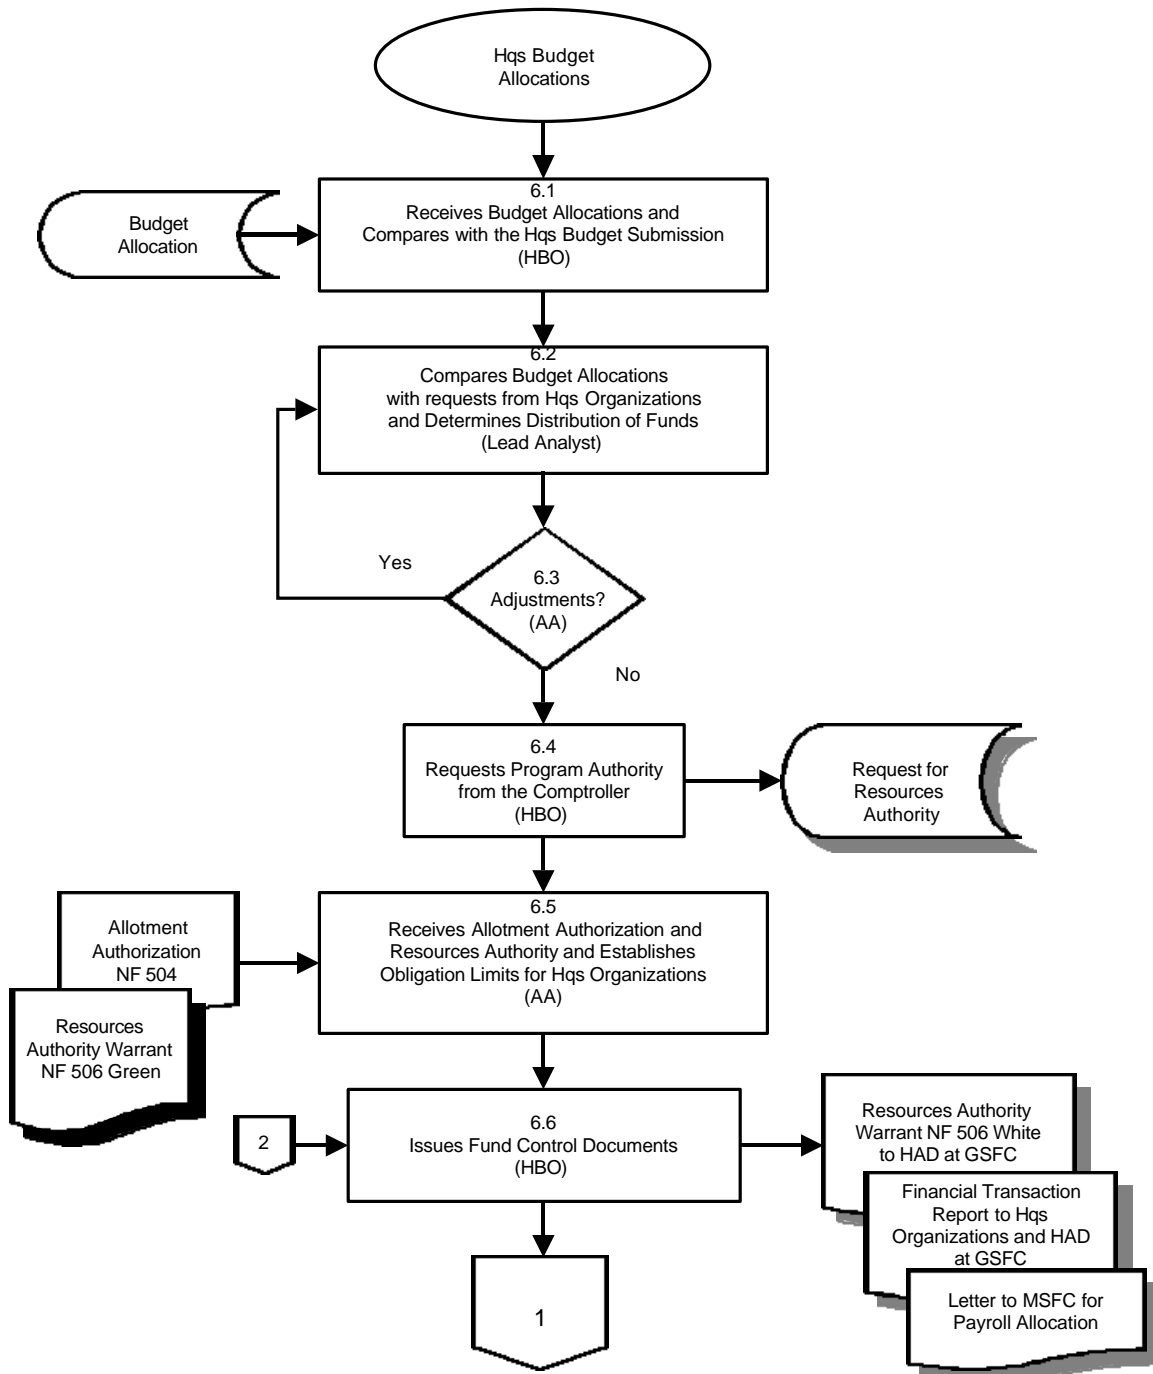 Hqs Budget
Allocations
Budget
Allocation
6.1
Receives Budget Allocations and
Compares with the Hqs Budget Submission
(HBO)
6.2
Compares Budget Allocations
with requests from Hqs Organizations
and Determines Distribution of Funds
(Lead Analyst)
Yes
6.3
Adjustments?
(AA)
No
6.4
Requests Program Authority
from the Comptroller
(HBO)
Request for
Resources
Authority
Allotment
Authorization
NF 504
Resources
Authority Warrant
NF 506 Green
6.5
Receives Allotment Authorization and
Resources Authority and Establishes
Obligation Limits for Hqs Organizations
(AA)
2
6.6
Issues Fund Control Documents
(HBO)
Resources Authority
Warrant NF 506 White
to HAD at GSFC
Financial Transaction
Report to Hqs
Organizations and HAD
at GSFC
Letter to MSFC for
Payroll Allocation
1